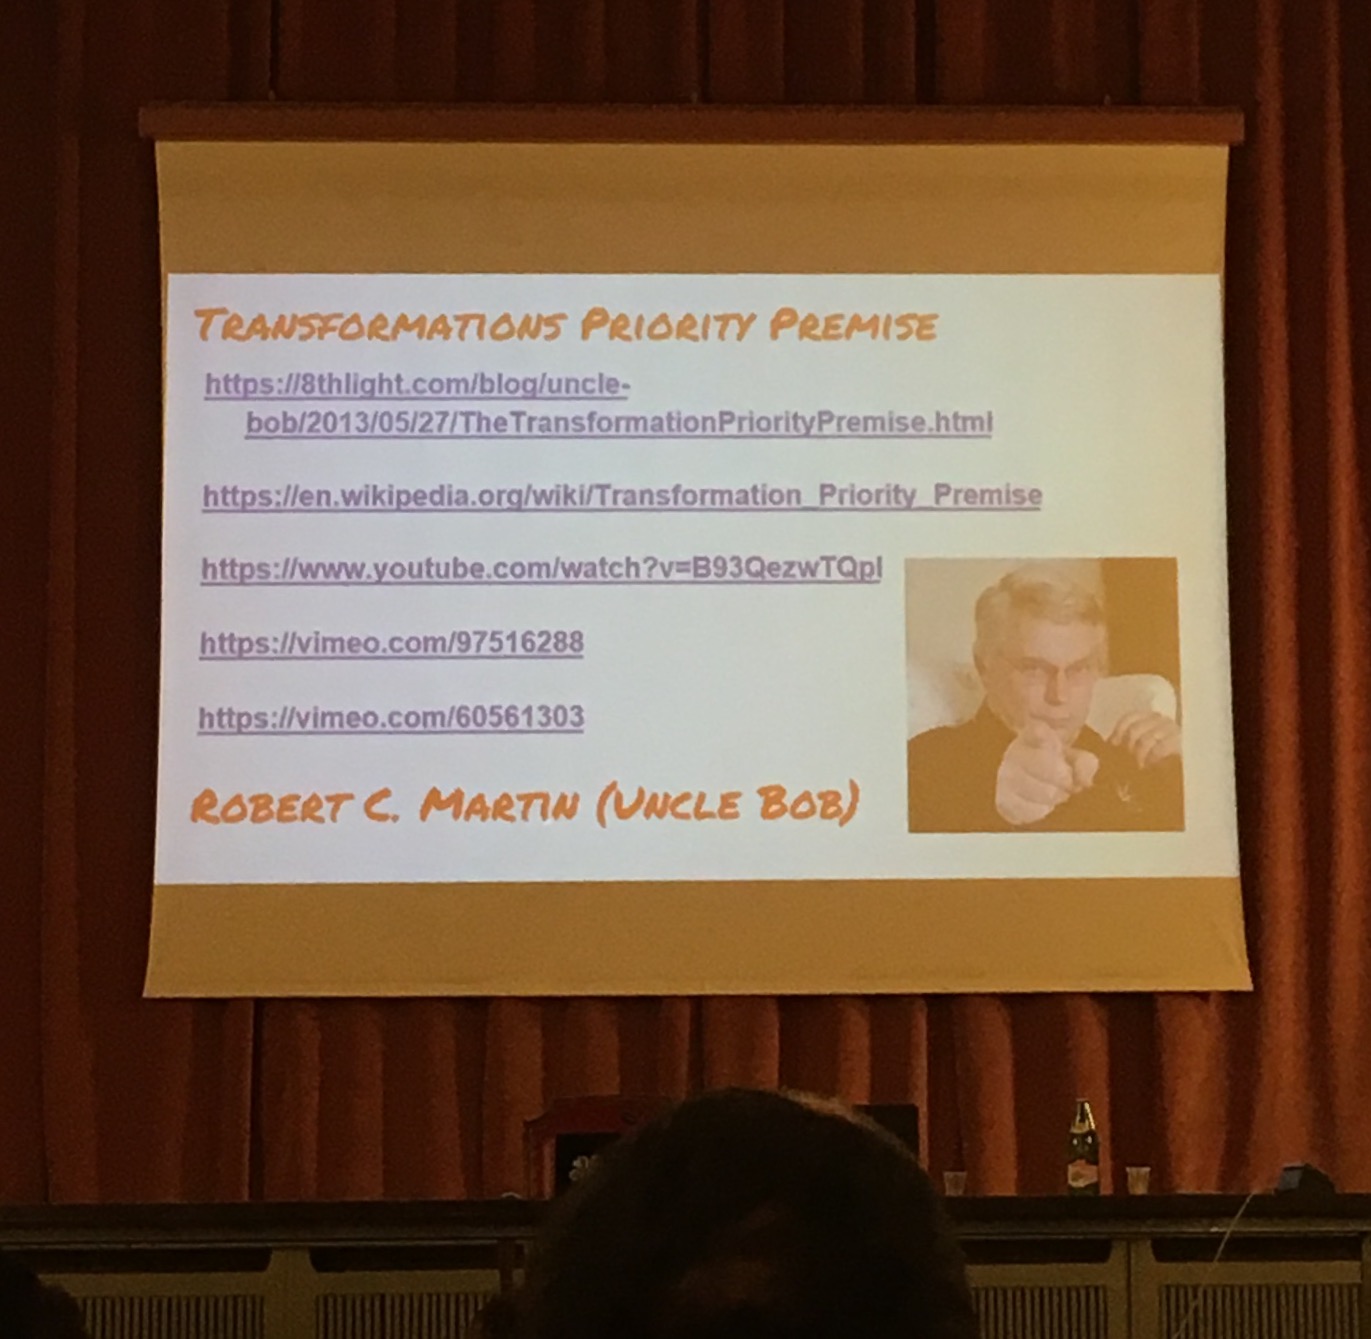 TRANSFORMATIONS PRIORITY PREMISE
https://8thlight.com/blog/uncle-
bob/2013/05/27/TheTransformationPriorityPremise.html
https://en.wikipedia.org/wiki/Transformation_Priority_Premise
https://www.youtube.com/watch?v=B93QezwTQpI
https://vimeo.com/97516288
https://vimeo.com/60561303
ROBERT C. MARTIN (UNCLE BOB)